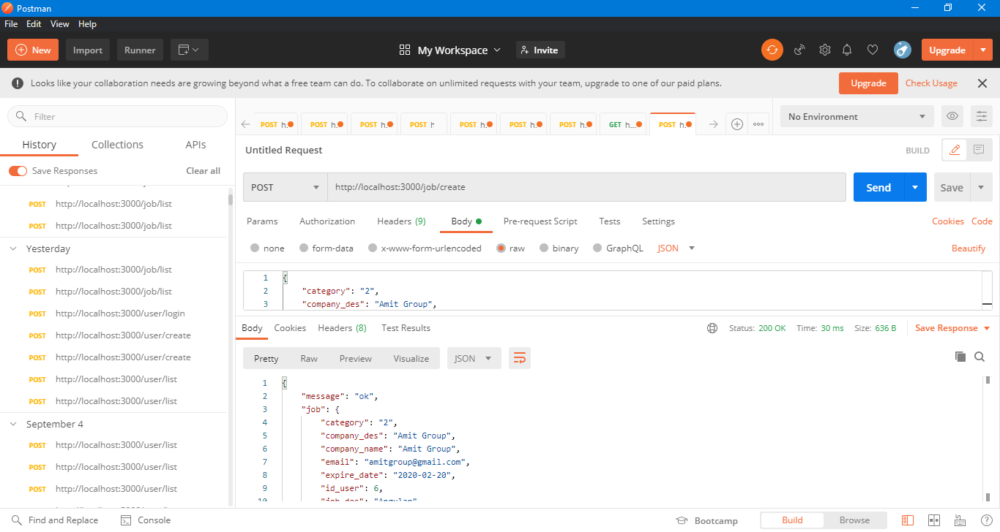 Postman
File Edit View Help
New Import Runner My Workspace Invite Upgrade
Looks like your collaboration needs are growing beyond what a free team can do. To collaborate on unlimited requests with your team, upgrade to one of our paid plans. Upgrade Check Usage
Filter
History Collections APIs
Save Responses Clear all
POST http://localhost:3000/job/list
POST http://localhost:3000/job/list
Yesterday
POST http://localhost:3000/job/list
POST http://localhost:3000/job/list
POST http://localhost:3000/user/login
POST http://localhost:3000/user/create
POST http://localhost:3000/user/create
POST http://localhost:3000/user/list
POST http://localhost:3000/user/list
September 4
POST http://localhost:3000/user/list
POST http://localhost:3000/user/list
POST http://localhost:3000/user/list
POST h. POST h. POST h. POST h POST h. POST h. POST h. GET h... POST h. No Environment
Untitled Request BUILD
POST http://localhost:3000/job/create Send Save
Params Authorization Headers (9) Body Pre-request Script Tests Settings Cookies Code
none form-data x-www-form-urlencoded raw binary GraphQL JSON Beautify
1 {
2 "category": "2",
3 "company_des": "Amit Group",
Body Cookies Headers (8) Test Results Status: 200 OK Time: 30 ms Size: 636 B Save Response
Pretty Raw Preview Visualize JSON
1 {
2 "message": "ok",
3 "job": {
4 "category": "2",
5 "company_des": "Amit Group",
6 "company_name": "Amit Group",
7 "email": "amitgroup@gmail.com",
8 "expire_date": "2020-02-20",
9 "id_user": 6,
10 "job_des": "Angular"
Find and Replace Console Bootcamp Build Browse